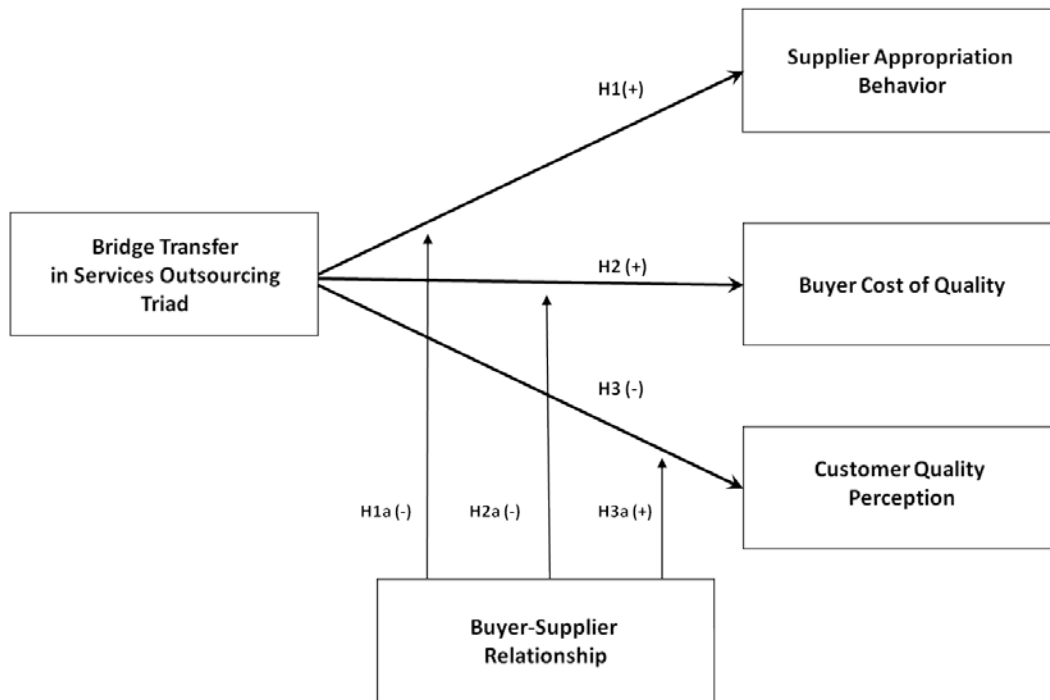 Supplier Appropriation
Behavior
H1(+)
Bridge Transfer
in Services Outsourcing
Triad
H2 (+)
Buyer Cost of Quality
H3 (-)
Customer Quality
Perception
H1a (-)
H2a (-)
H3a (+)
Buyer-Supplier
Relationship